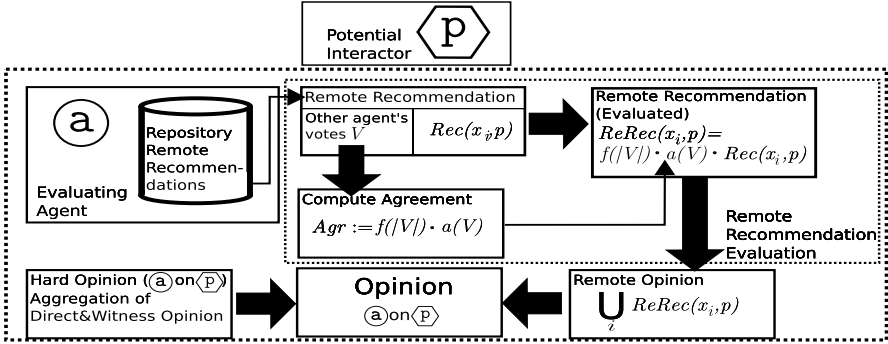 Potential
Interactor
p
a
Evaluating
Agent
Repository
Remote
Recommen-
dations
Remote Recommendation
Other agent's
votes V
Rec(x_i,p)
Compute Agreement
Agr := f(|V|) · a(V)
Remote Recommendation
(Evaluated)
ReRec(x_i,p)=
f(|V|) · a(V) · Rec(x_i,p)
Remote
Recommendation
Evaluation
Hard Opinion (a on p)
Aggregation of
Direct&Witness Opinion
Opinion
a on p
Remote Opinion
⋃_i ReRec(x_i,p)